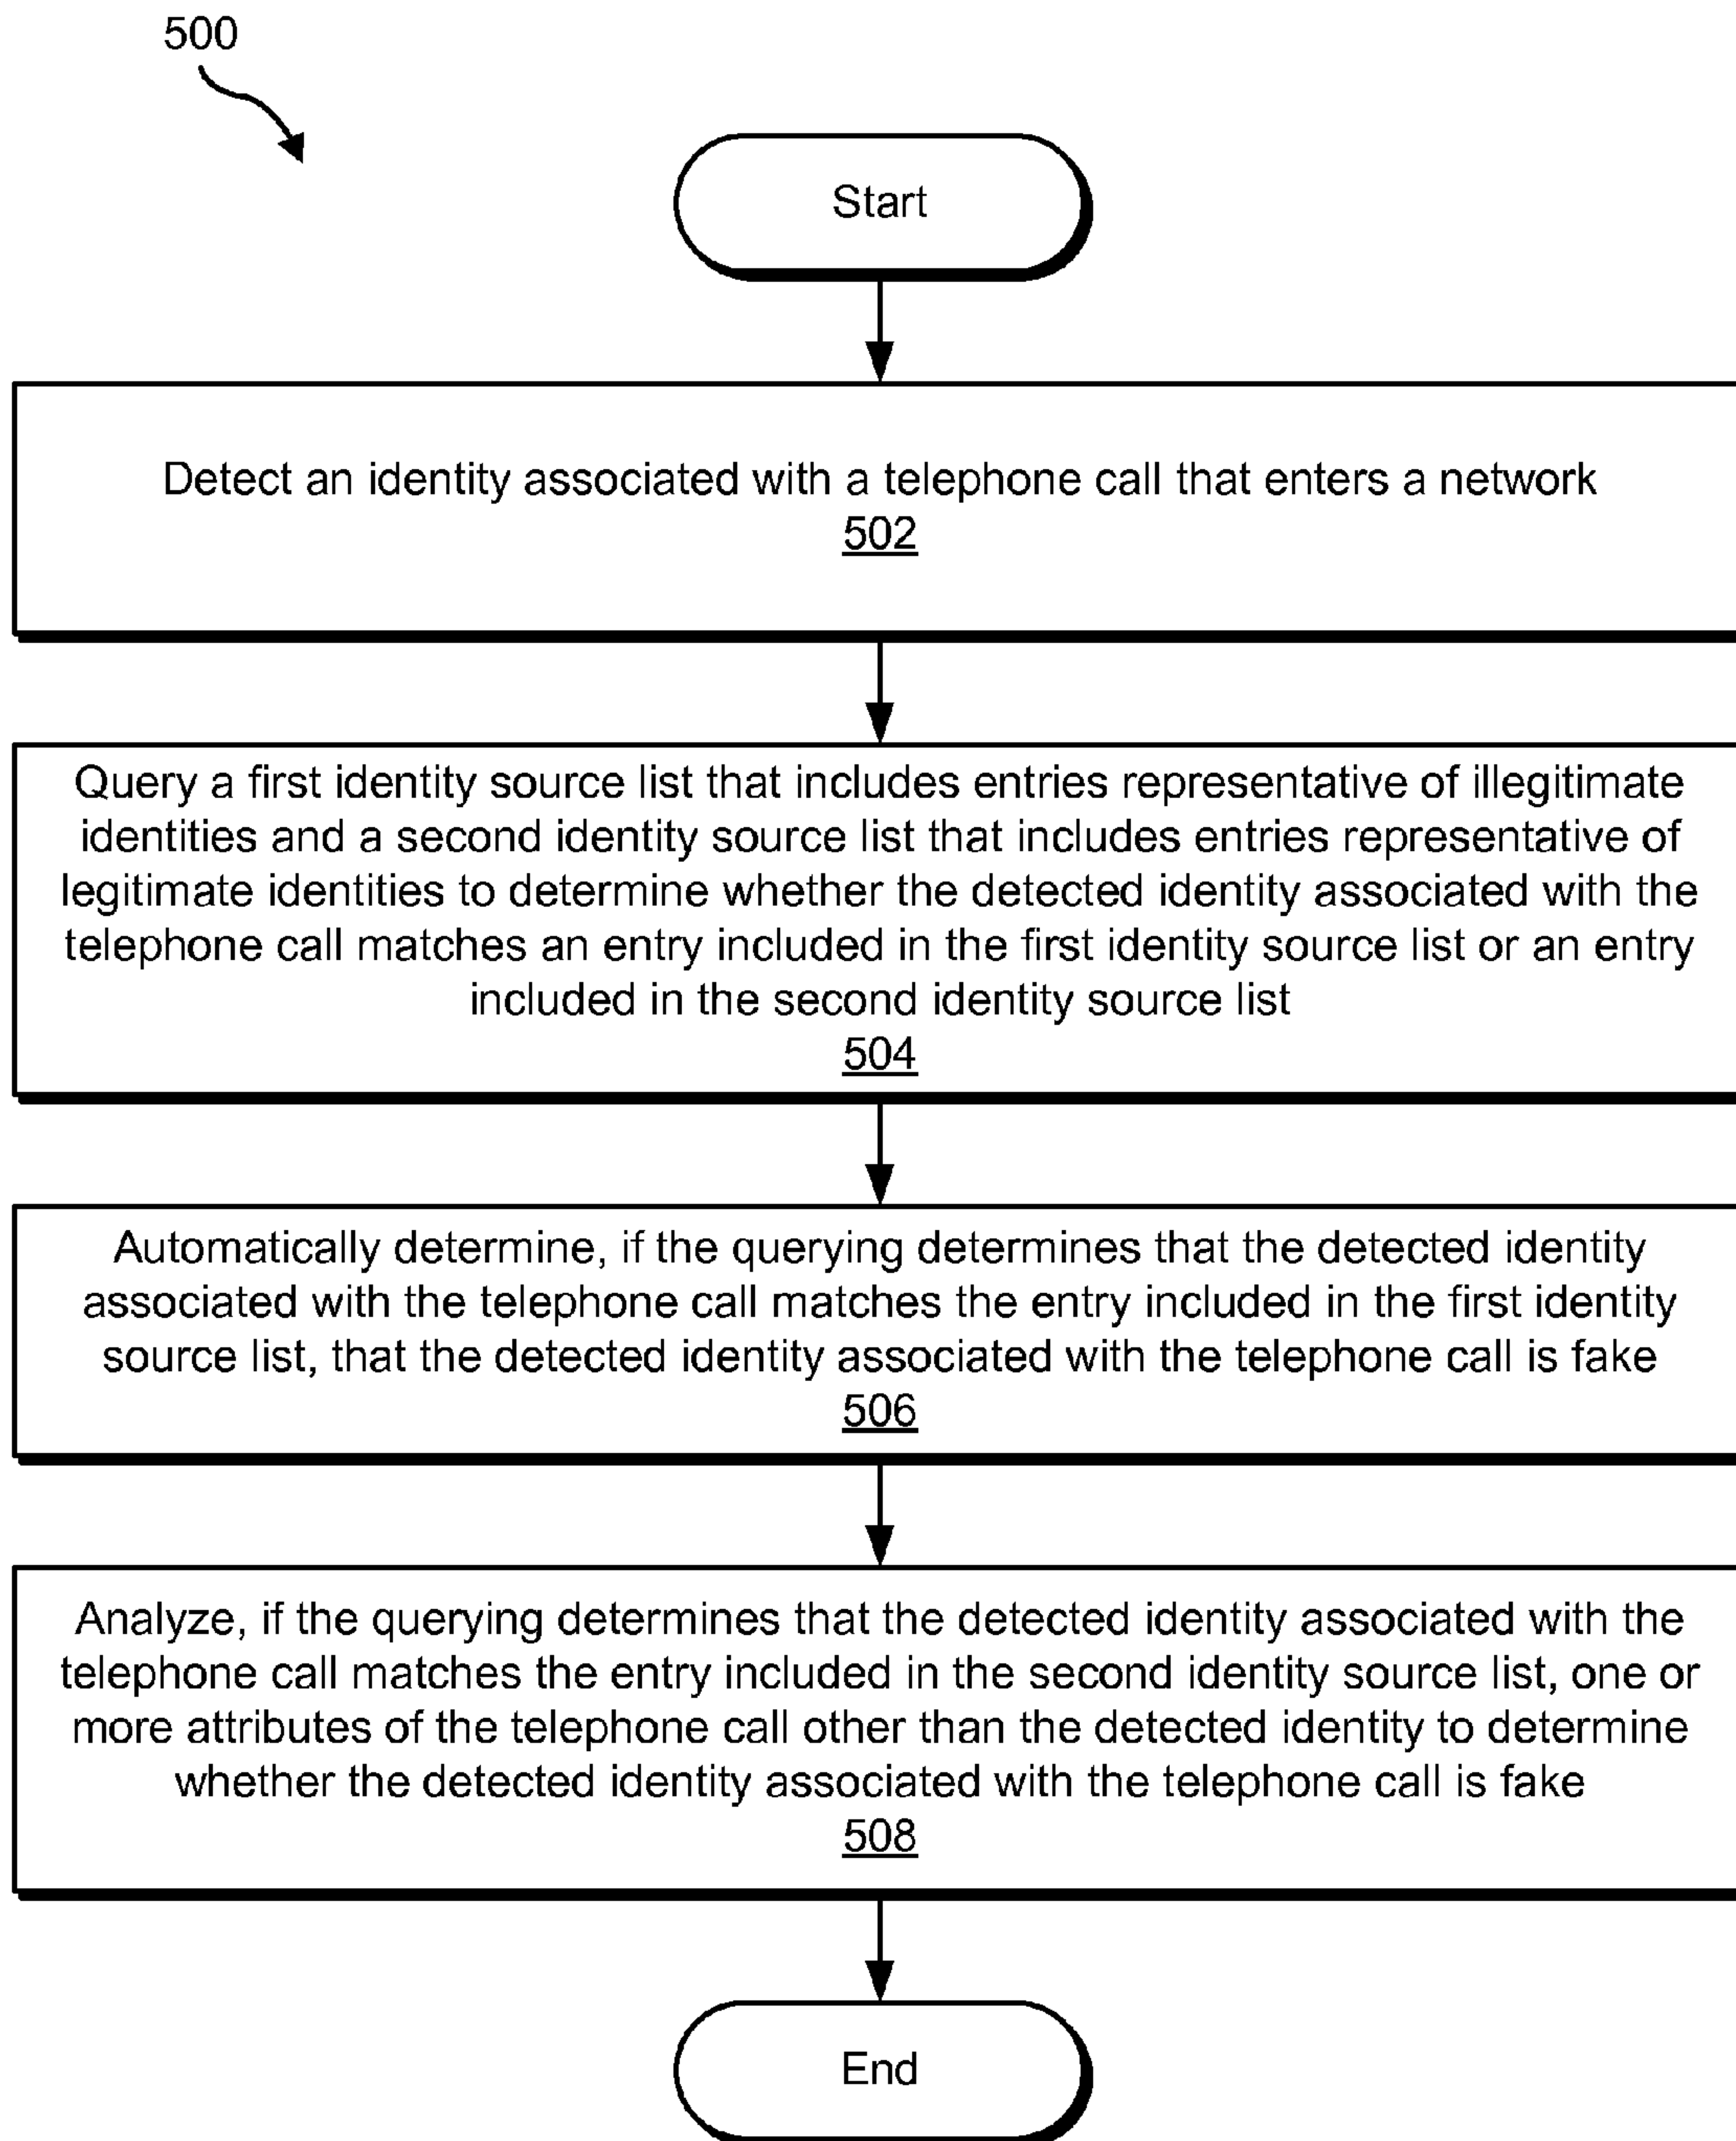 500
Start
Detect an identity associated with a telephone call that enters a network
502
Query a first identity source list that includes entries representative of illegitimate
identities and a second identity source list that includes entries representative of
legitimate identities to determine whether the detected identity associated with the
telephone call matches an entry included in the first identity source list or an entry
included in the second identity source list
504
Automatically determine, if the querying determines that the detected identity
associated with the telephone call matches the entry included in the first identity
source list, that the detected identity associated with the telephone call is fake
506
Analyze, if the querying determines that the detected identity associated with the
telephone call matches the entry included in the second identity source list, one or
more attributes of the telephone call other than the detected identity to determine
whether the detected identity associated with the telephone call is fake
508
End